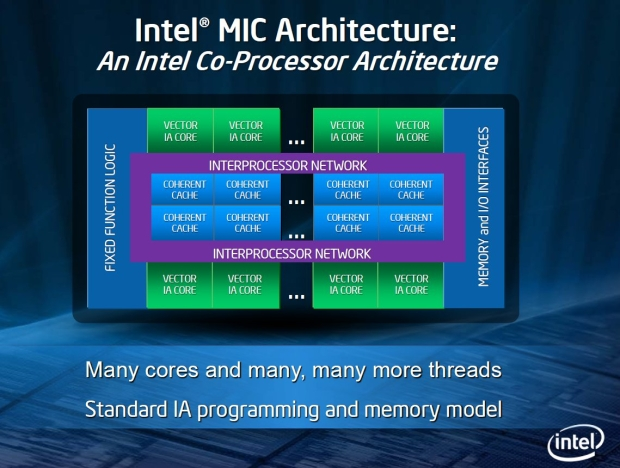 Intel® MIC Architecture:
An Intel Co-Processor Architecture
FIXED FUNCTION LOGIC
VECTOR IA CORE
VECTOR IA CORE
...
VECTOR IA CORE
VECTOR IA CORE
INTERPROCESSOR NETWORK
COHERENT CACHE
COHERENT CACHE
...
COHERENT CACHE
COHERENT CACHE
COHERENT CACHE
COHERENT CACHE
...
COHERENT CACHE
COHERENT CACHE
INTERPROCESSOR NETWORK
VECTOR IA CORE
VECTOR IA CORE
...
VECTOR IA CORE
VECTOR IA CORE
MEMORY and I/O INTERFACES
Many cores and many, many more threads
Standard IA programming and memory model
intel